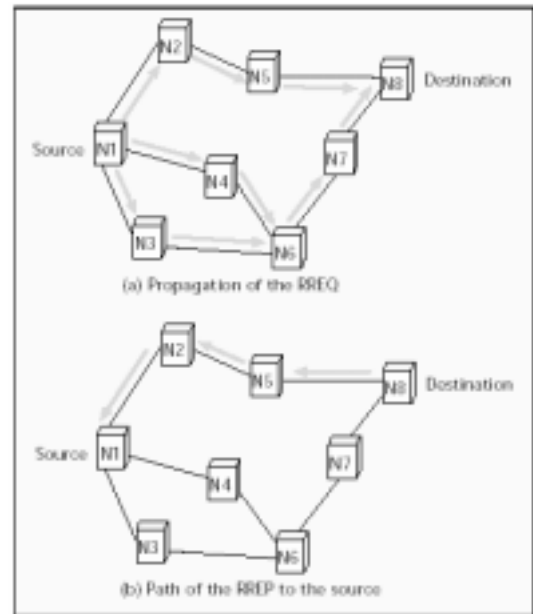 N2
N5
N8
Destination
Source
N1
N7
N4
N3
N6
(a) Propagation of the RREQ
N2
N5
N8
Destination
Source
N1
N7
N4
N3
N6
(b) Path of the RREP to the source